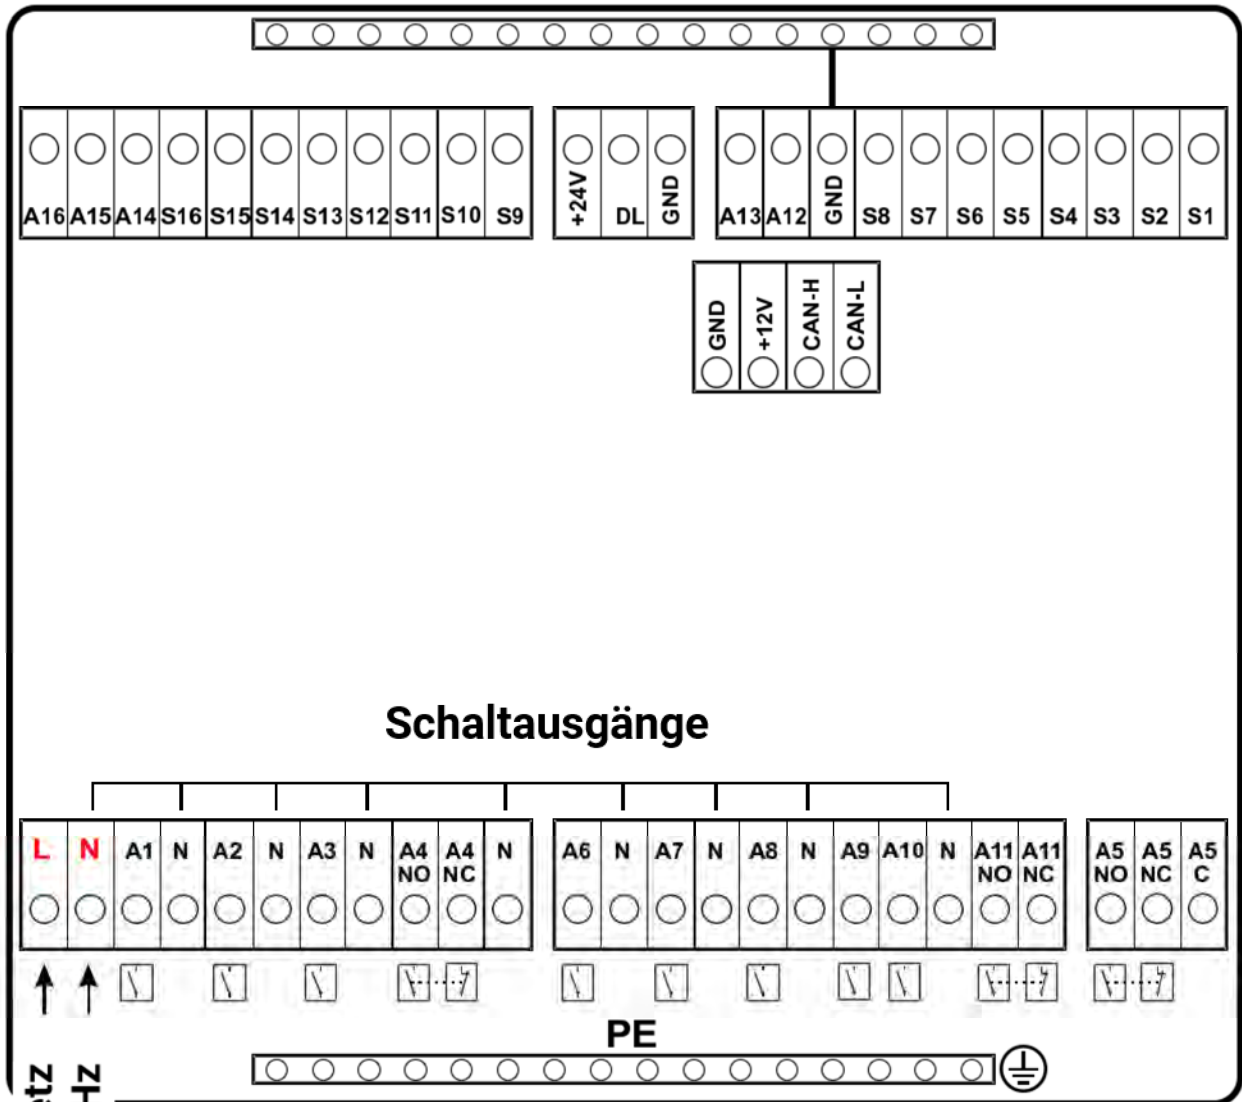 A16 A15 A14 S16 S15 S14 S13 S12 S11 S10 S9 +24V DL GND A13 A12 GND S8 S7 S6 S5 S4 S3 S2 S1
GND +12V CAN-H CAN-L
Schaltausgänge
L N A1 N A2 N A3 N A4 A4 N A6 N A7 N A8 N A9 A10 N A11 A11 A5 A5 A5
NO NC NO NC NO NC C
PE
etz
Hz